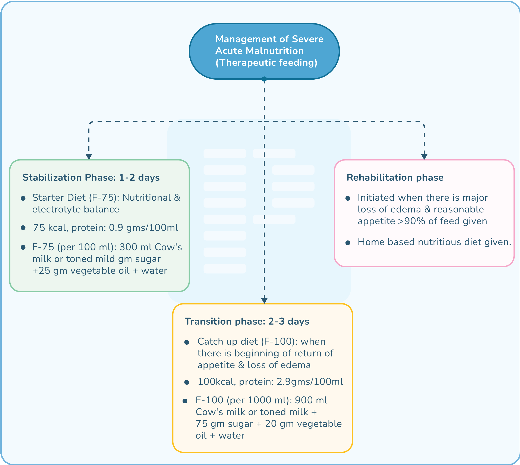 Management of Severe
Acute Malnutrition
(Therapeutic feeding)
Stabilization Phase: 1-2 days
Starter Diet (F-75): Nutritional &
electrolyte balance
75 kcal, protein: 0.9 gms/100ml
F-75 (per 100 ml): 300 ml Cow's
milk or toned mild gm sugar
+25 gm vegetable oil + water
Rehabilitation phase
Initiated when there is major
loss of edema & reasonable
appetite >90% of feed given
Home based nutritious diet given.
Transition phase: 2-3 days
Catch up diet (F-100): when
there is beginning of return of
appetite & loss of edema
100kcal, protein: 2.9gms/100ml
F-100 (per 1000 ml): 900 ml
Cow's milk or toned milk +
75 gm sugar + 20 gm vegetable
oil + water